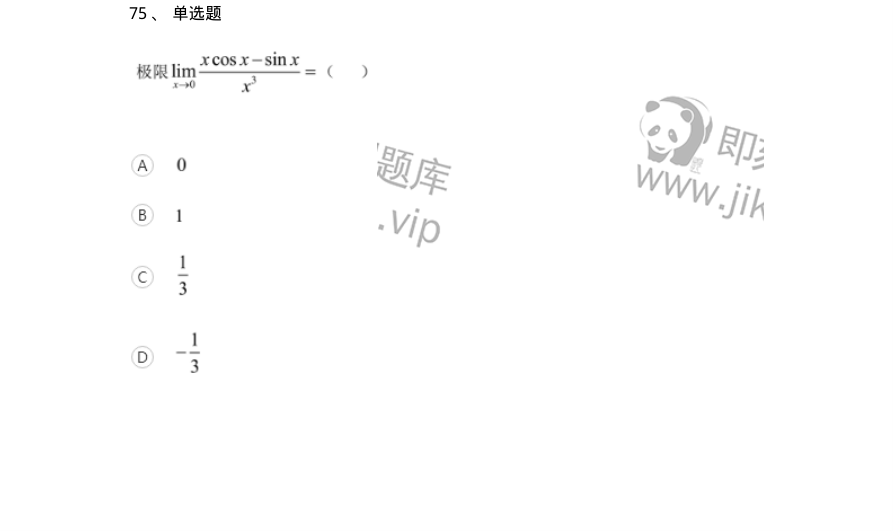 75 、 单选题
极限 lim x→0 (x cos x − sin x)/x³ = （ ）
A 0
B 1
C 1/3
D −1/3
题库
.vip
即
www.jik